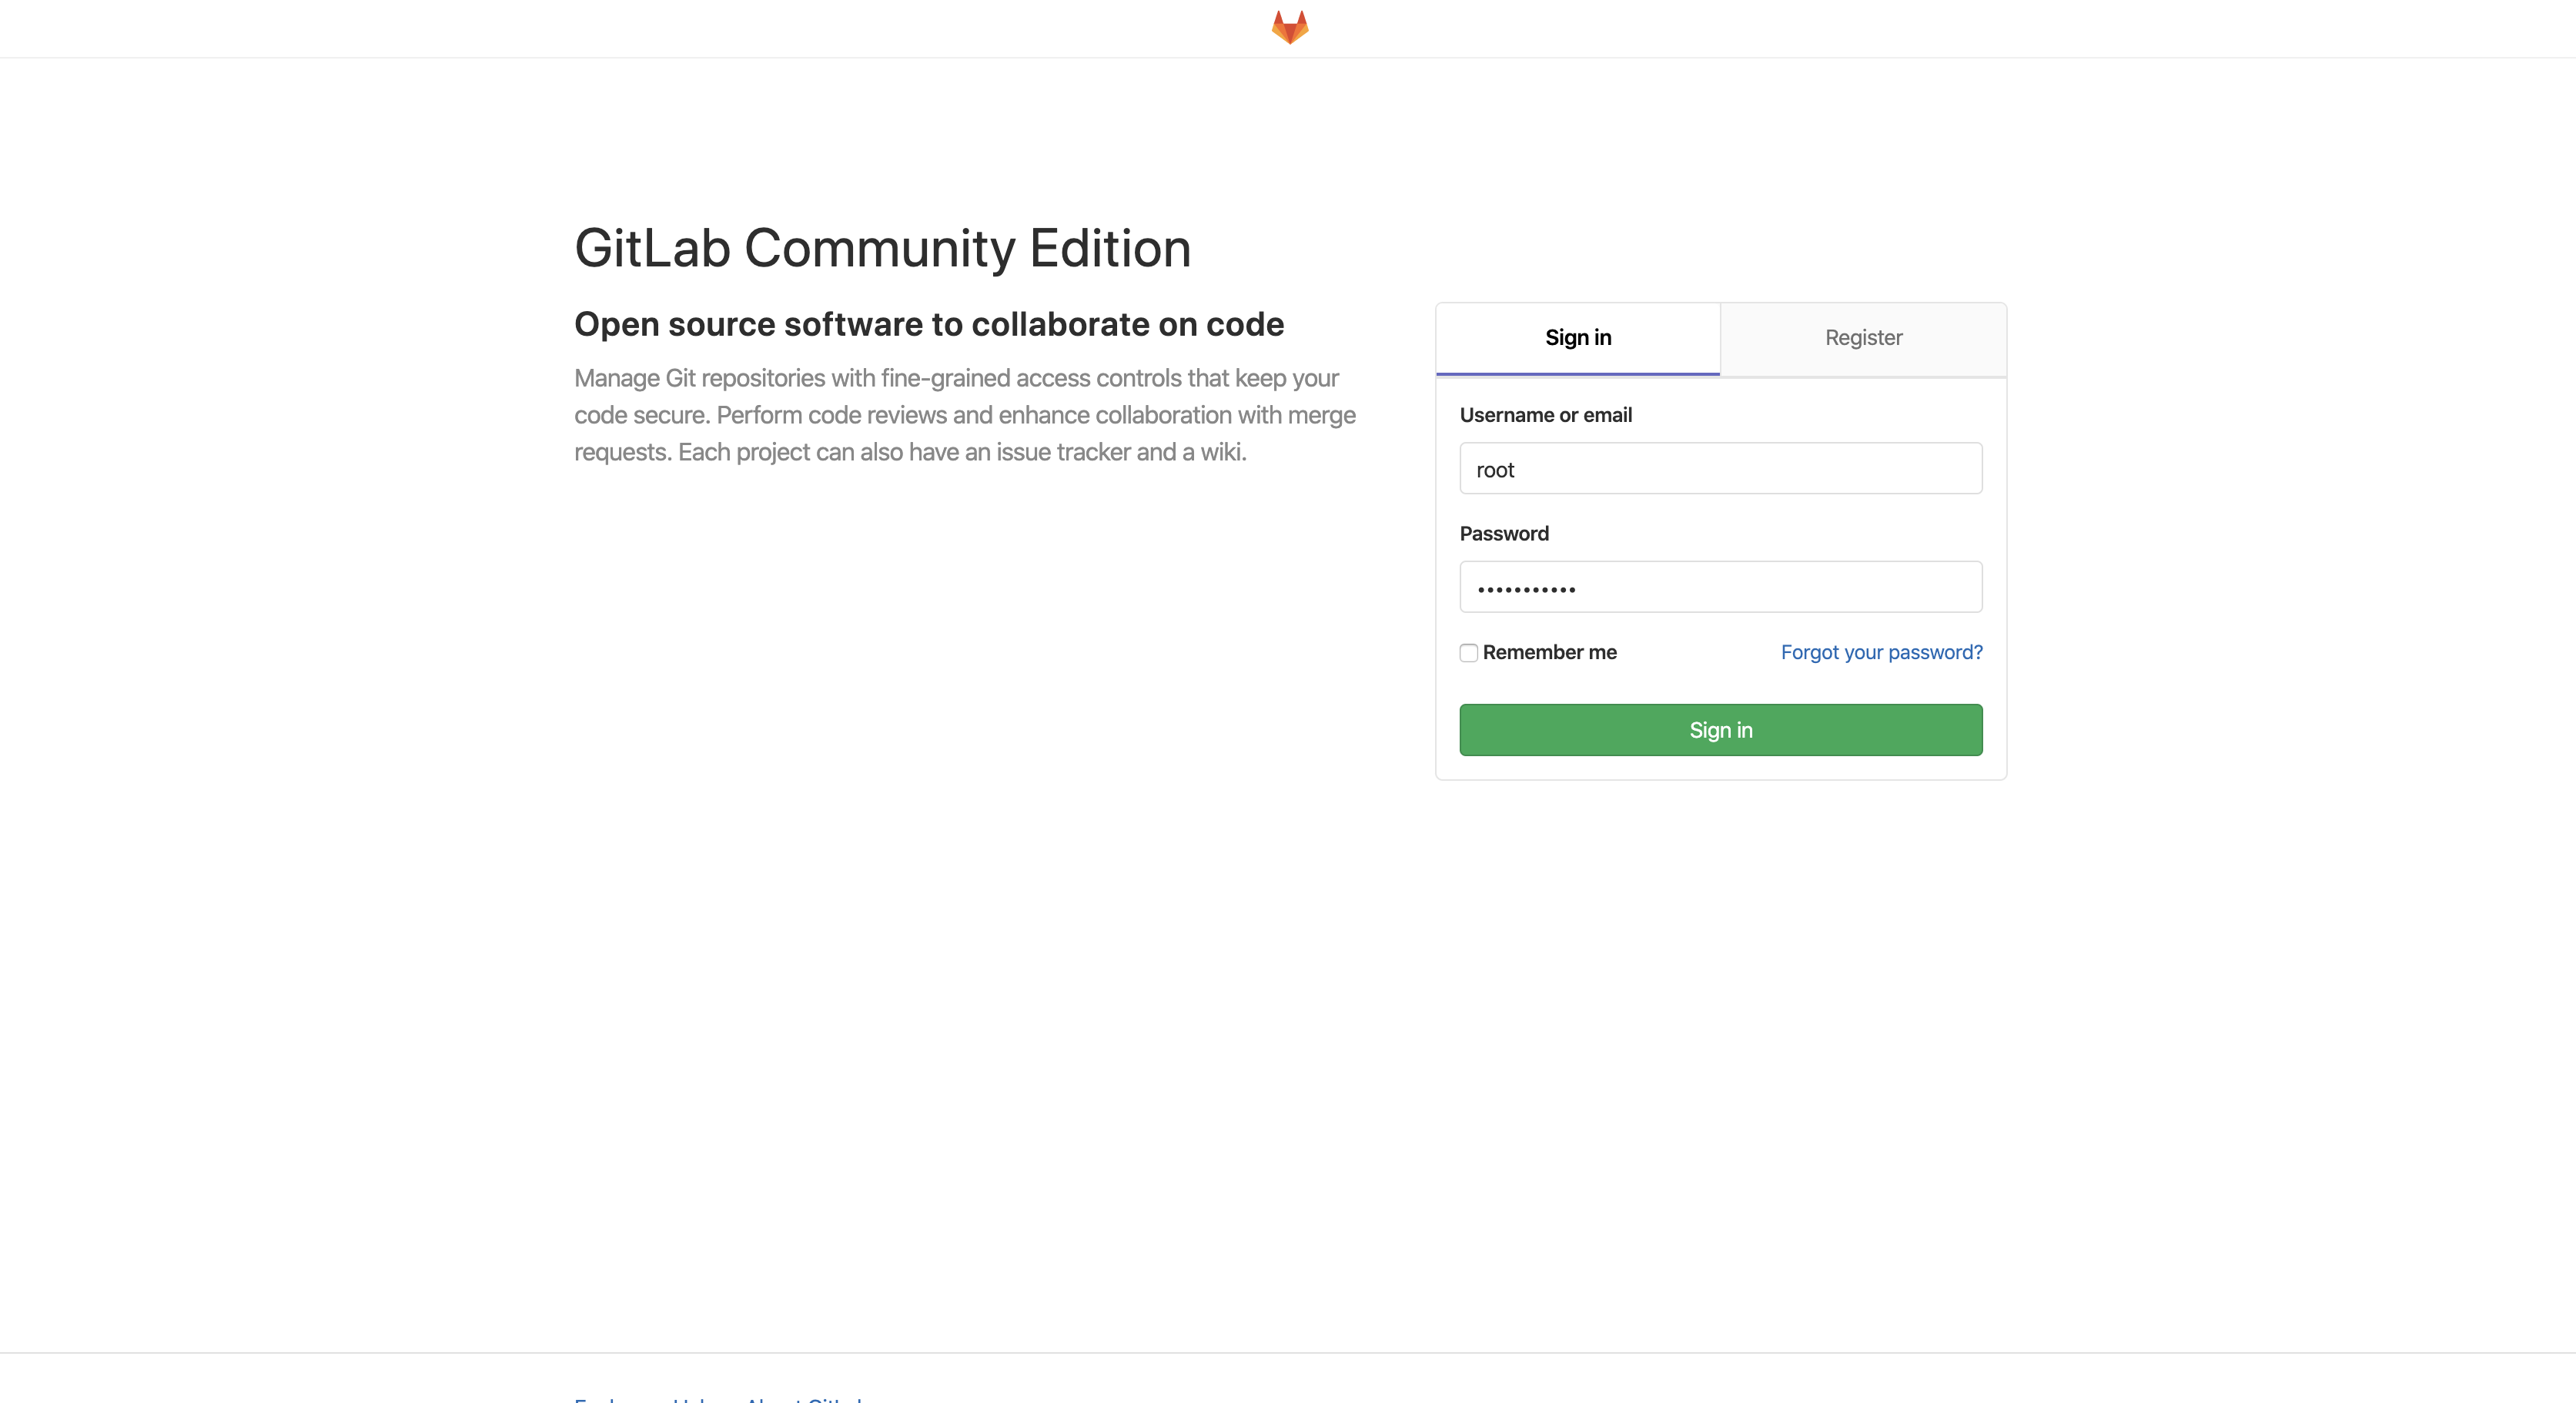 GitLab Community Edition
Open source software to collaborate on code
Manage Git repositories with fine-grained access controls that keep your
code secure. Perform code reviews and enhance collaboration with merge
requests. Each project can also have an issue tracker and a wiki.
Sign in
Register
Username or email
root
Password
•••••••••••
Remember me
Forgot your password?
Sign in